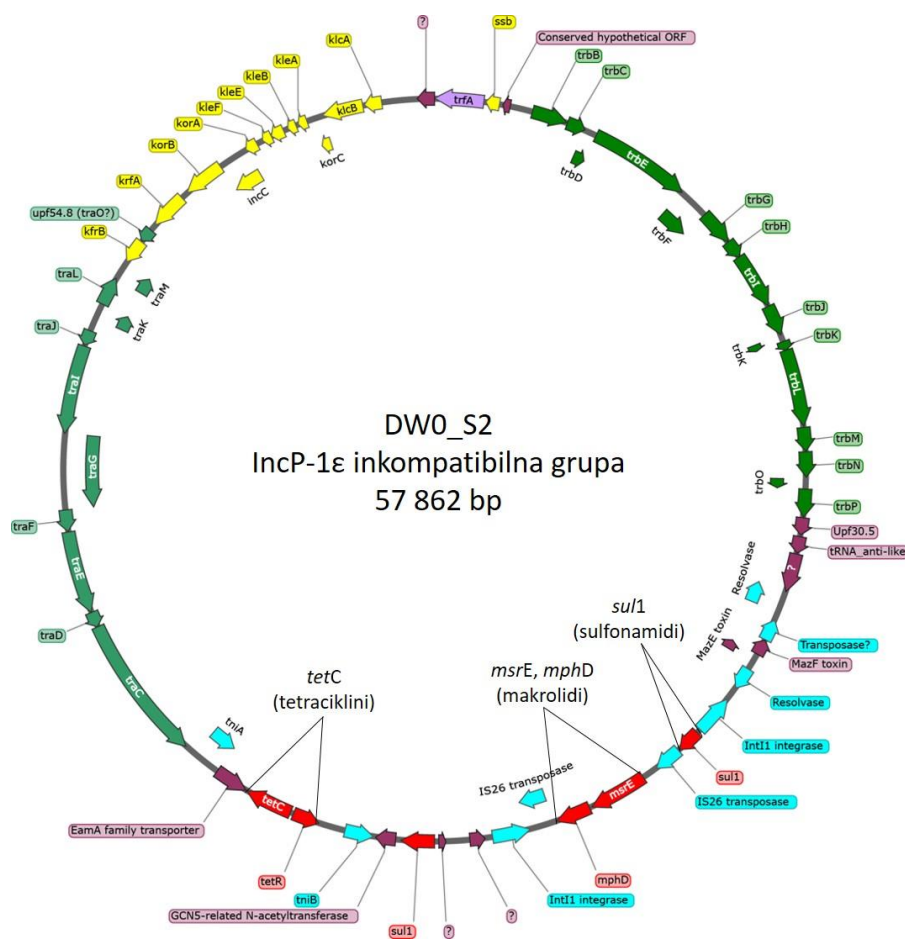 ?
ssb
Conserved hypothetical ORF
trfA
klcA
klcB
kleA
kleB
kleE
kleF
korA
korB
korC
incC
krfA
upf54.8 (traO?)
kfrB
traL
traM
traK
traJ
traI
traG
traF
traE
traD
traC
trbB
trbC
trbD
trbE
trbF
trbG
trbH
trbI
trbJ
trbK
trbK
trbL
trbM
trbN
trbO
trbP
Upf30.5
tRNA_anti-like
?
Resolvase
MazE toxin
Transposase?
MazF toxin
Resolvase
IntI1 integrase
sul1
IS26 transposase
DW0_S2
IncP-1ε inkompatibilna grupa
57 862 bp
sul1
(sulfonamidi)
msrE, mphD
(makrolidi)
tetC
(tetraciklini)
IS26 transposase
msrE
mphD
IntI1 integrase
?
?
sul1
GCN5-related N-acetyltransferase
tniB
tetR
tetC
EamA family transporter
tniA